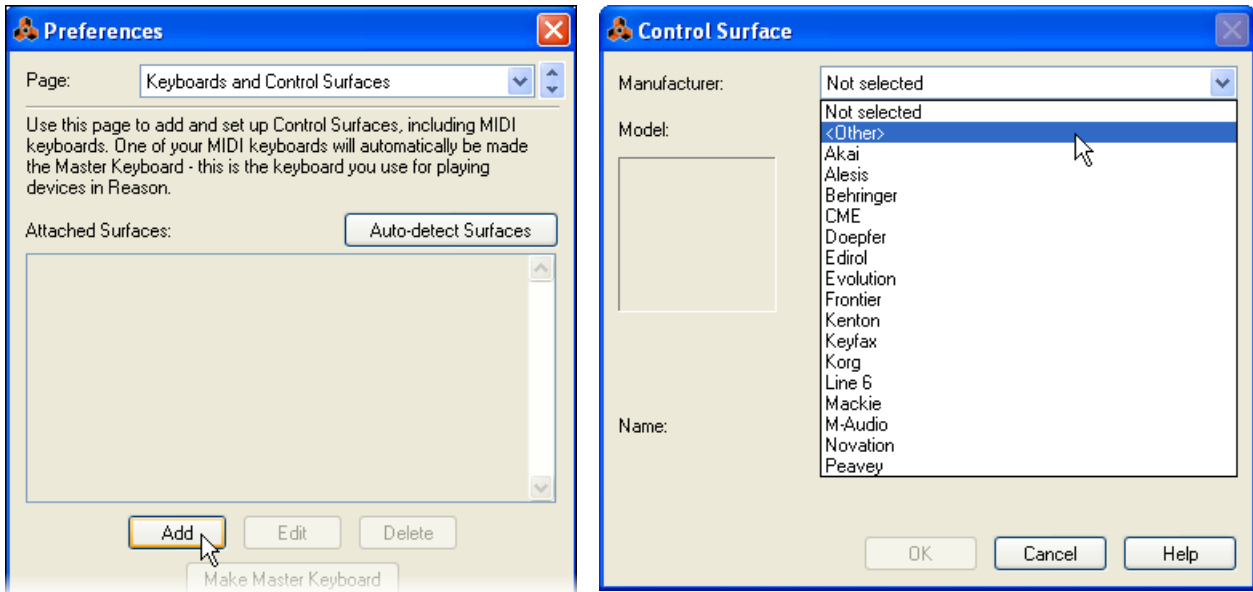 Preferences
Page: Keyboards and Control Surfaces
Use this page to add and set up Control Surfaces, including MIDI
keyboards. One of your MIDI keyboards will automatically be made
the Master Keyboard - this is the keyboard you use for playing
devices in Reason.
Attached Surfaces: Auto-detect Surfaces
Add Edit Delete
Make Master Keyboard
Control Surface
Manufacturer: Not selected
Not selected
Model: <Other>
Akai
Alesis
Behringer
CME
Doepfer
Edirol
Evolution
Frontier
Kenton
Keyfax
Korg
Line 6
Mackie
Name: M-Audio
Novation
Peavey
OK Cancel Help